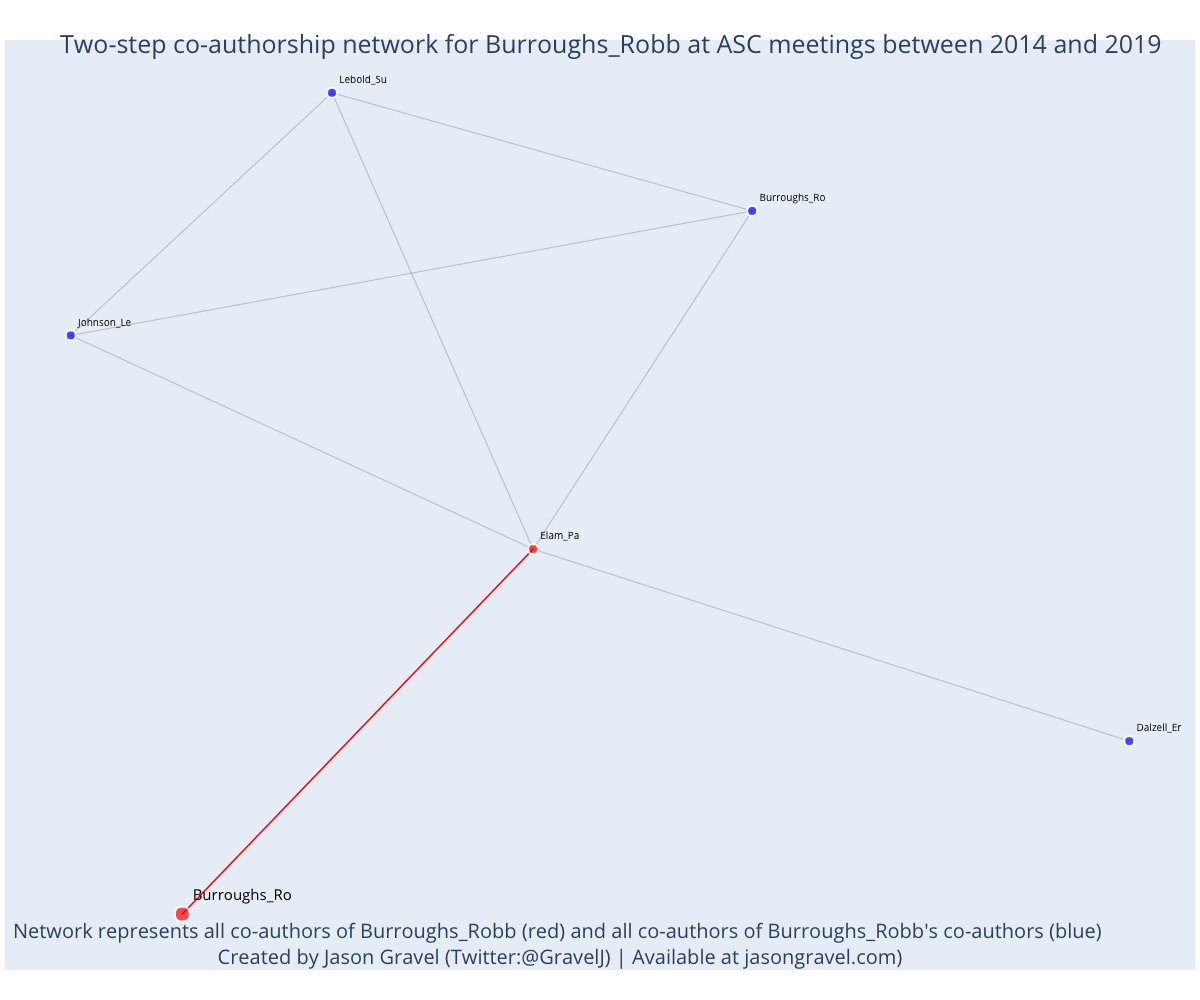 Two-step co-authorship network for Burroughs_Robb at ASC meetings between 2014 and 2019
Lebold_Su
Burroughs_Ro
Johnson_Le
Elam_Pa
Dalzell_Er
Burroughs_Ro
Network represents all co-authors of Burroughs_Robb (red) and all co-authors of Burroughs_Robb's co-authors (blue)
Created by Jason Gravel (Twitter:@GravelJ) | Available at jasongravel.com)